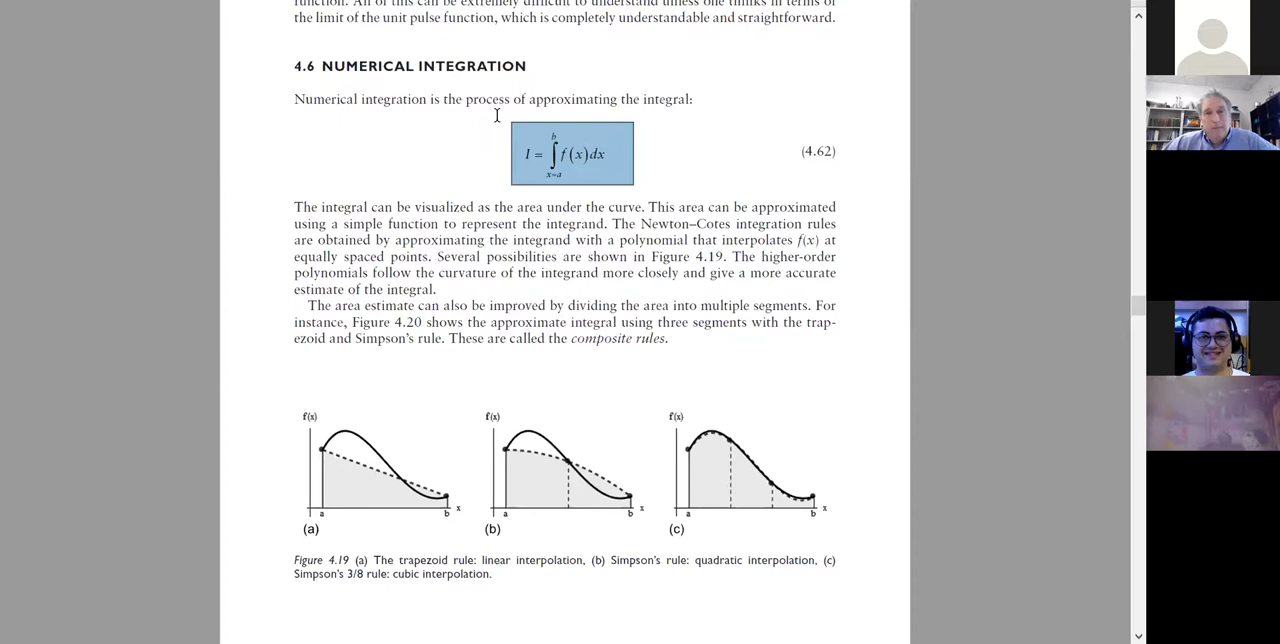 function. All of this can be extremely difficult to understand unless one thinks in terms of
the limit of the unit pulse function, which is completely understandable and straightforward.
4.6 NUMERICAL INTEGRATION
Numerical integration is the process of approximating the integral:
I = ∫ f(x)dx
b
x=a
(4.62)
The integral can be visualized as the area under the curve. This area can be approximated
using a simple function to represent the integrand. The Newton–Cotes integration rules
are obtained by approximating the integrand with a polynomial that interpolates f(x) at
equally spaced points. Several possibilities are shown in Figure 4.19. The higher-order
polynomials follow the curvature of the integrand more closely and give a more accurate
estimate of the integral.
The area estimate can also be improved by dividing the area into multiple segments. For
instance, Figure 4.20 shows the approximate integral using three segments with the trap-
ezoid and Simpson's rule. These are called the composite rules.
f(x)
a
b
x
(a)
f(x)
a
b
x
(b)
f(x)
a
b
x
(c)
Figure 4.19 (a) The trapezoid rule: linear interpolation, (b) Simpson's rule: quadratic interpolation, (c)
Simpson's 3/8 rule: cubic interpolation.